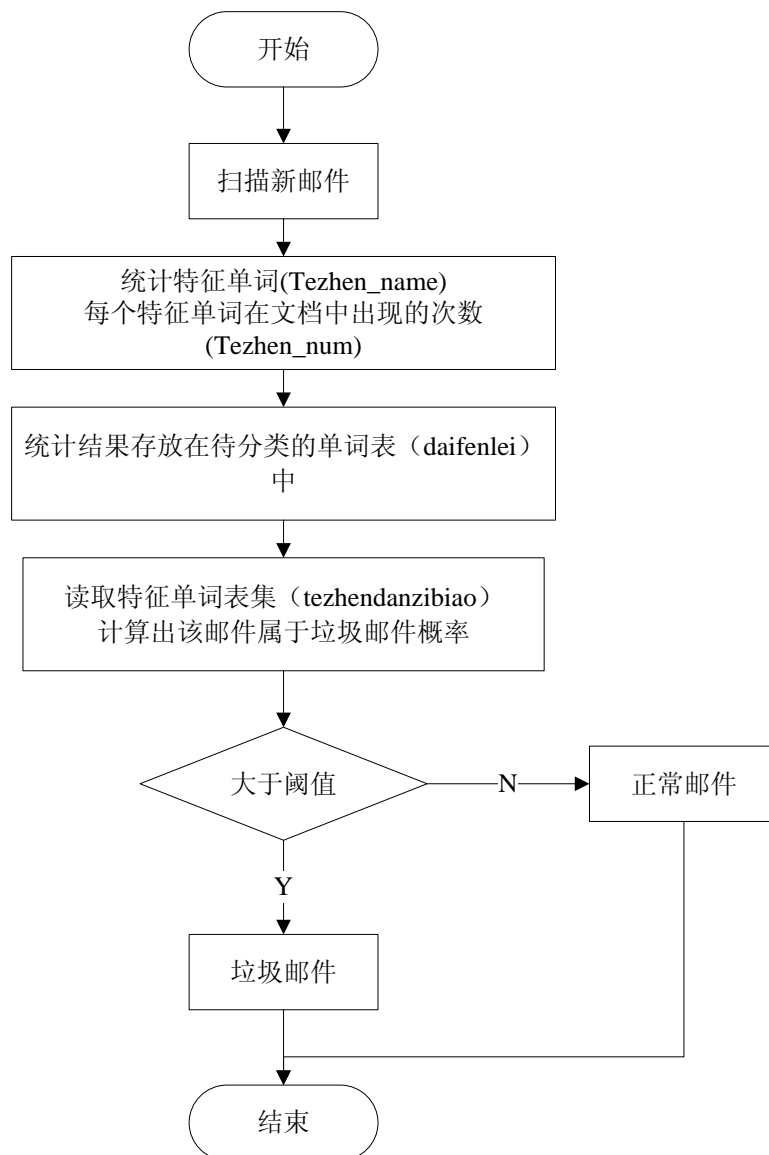 开始
扫描新邮件
统计特征单词(Tezhen_name)
每个特征单词在文档中出现的次数
(Tezhen_num)
统计结果存放在待分类的单词表（daifenlei）
中
读取特征单词表集（tezhendanzibiao）
计算出该邮件属于垃圾邮件概率
大于阈值
N
正常邮件
Y
垃圾邮件
结束